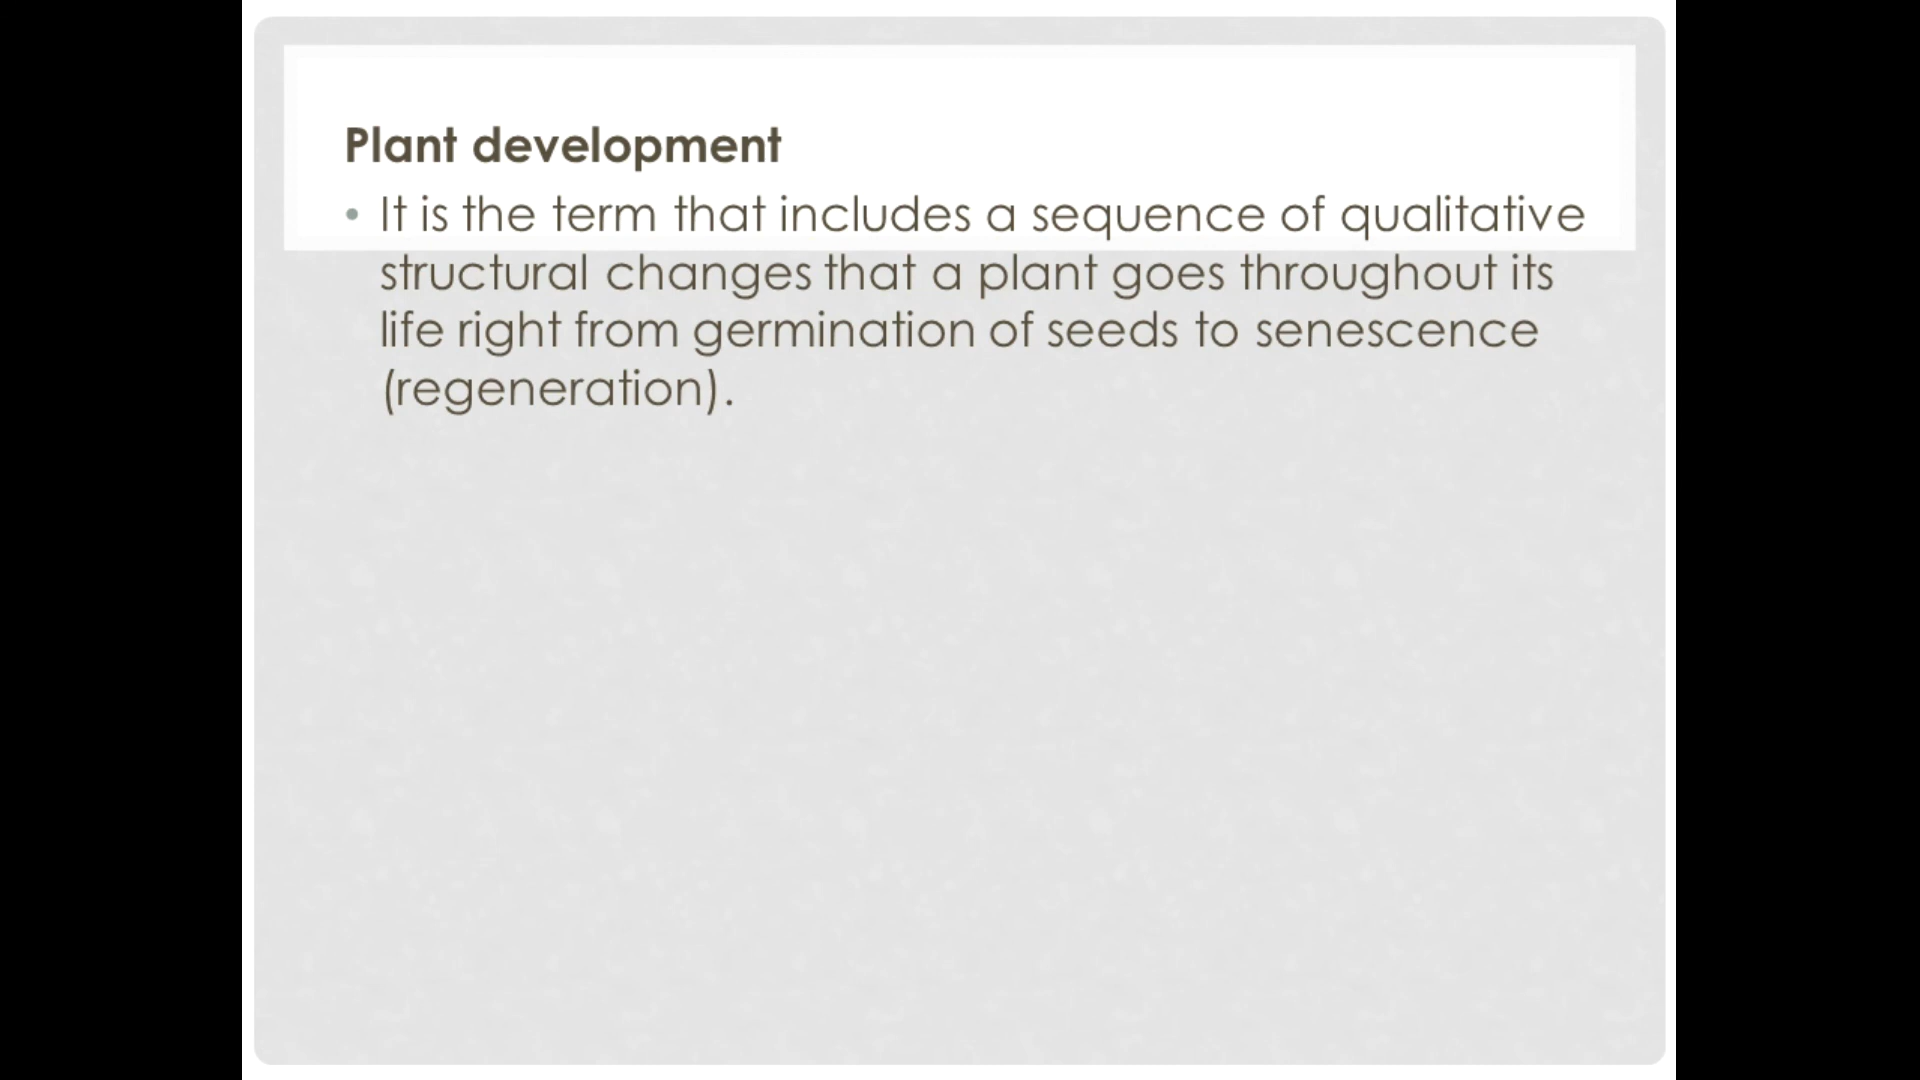 Plant development
• It is the term that includes a sequence of qualitative
structural changes that a plant goes throughout its
life right from germination of seeds to senescence
(regeneration).